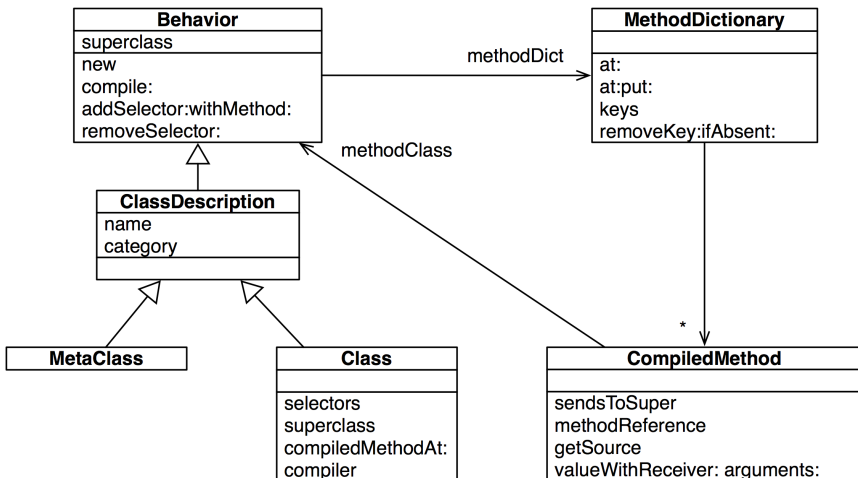 Behavior
superclass
new
compile:
addSelector:withMethod:
removeSelector:
methodDict
MethodDictionary
at:
at:put:
keys
removeKey:ifAbsent:
methodClass
ClassDescription
name
category
MetaClass
Class
selectors
superclass
compiledMethodAt:
compiler
*
CompiledMethod
sendsToSuper
methodReference
getSource
valueWithReceiver: arguments: